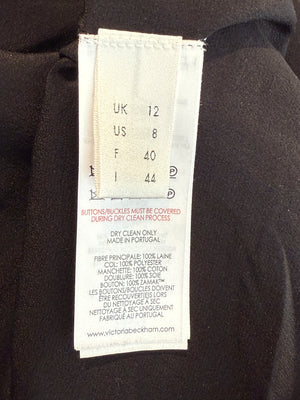 UK 12
US 8
F 40
I 44
BUTTONS/BUCKLES MUST BE COVERED
DURING DRY CLEAN PROCESS
DRY CLEAN ONLY
MADE IN PORTUGAL
FIBRE PRINCIPALE: 100% LAINE
COL: 100% POLYESTER
MANCHETTE: 100% COTON
DOUBLURE: 100% SOIE
BOUTON: 100% ZAMAK
LES BOUTONS/BOUCLES DOIVENT
ÊTRE RECOUVERT(E)S LORS DU
NETTOYAGE A SEC
NETTOYAGE A SEC UNIQUEMENT
FABRIQUÉ AU PORTUGAL
www.victoriabeckham.com